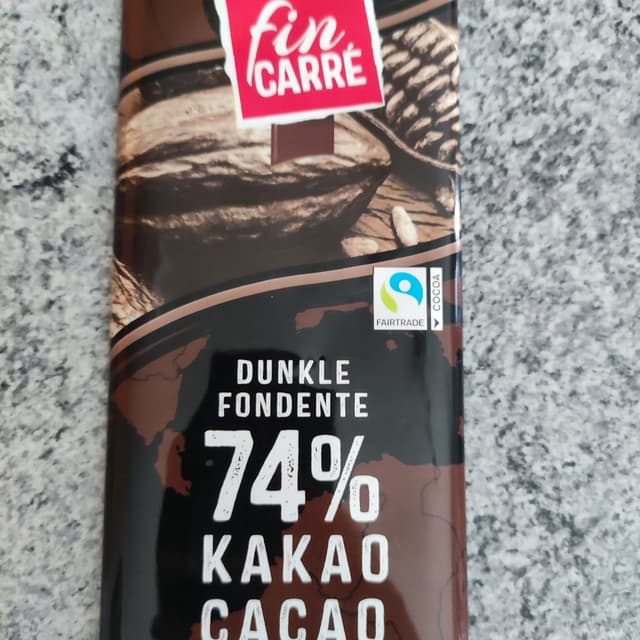 fin
CARRÉ
FAIRTRADE
COCOA
DUNKLE
FONDENTE
74%
KAKAO
CACAO